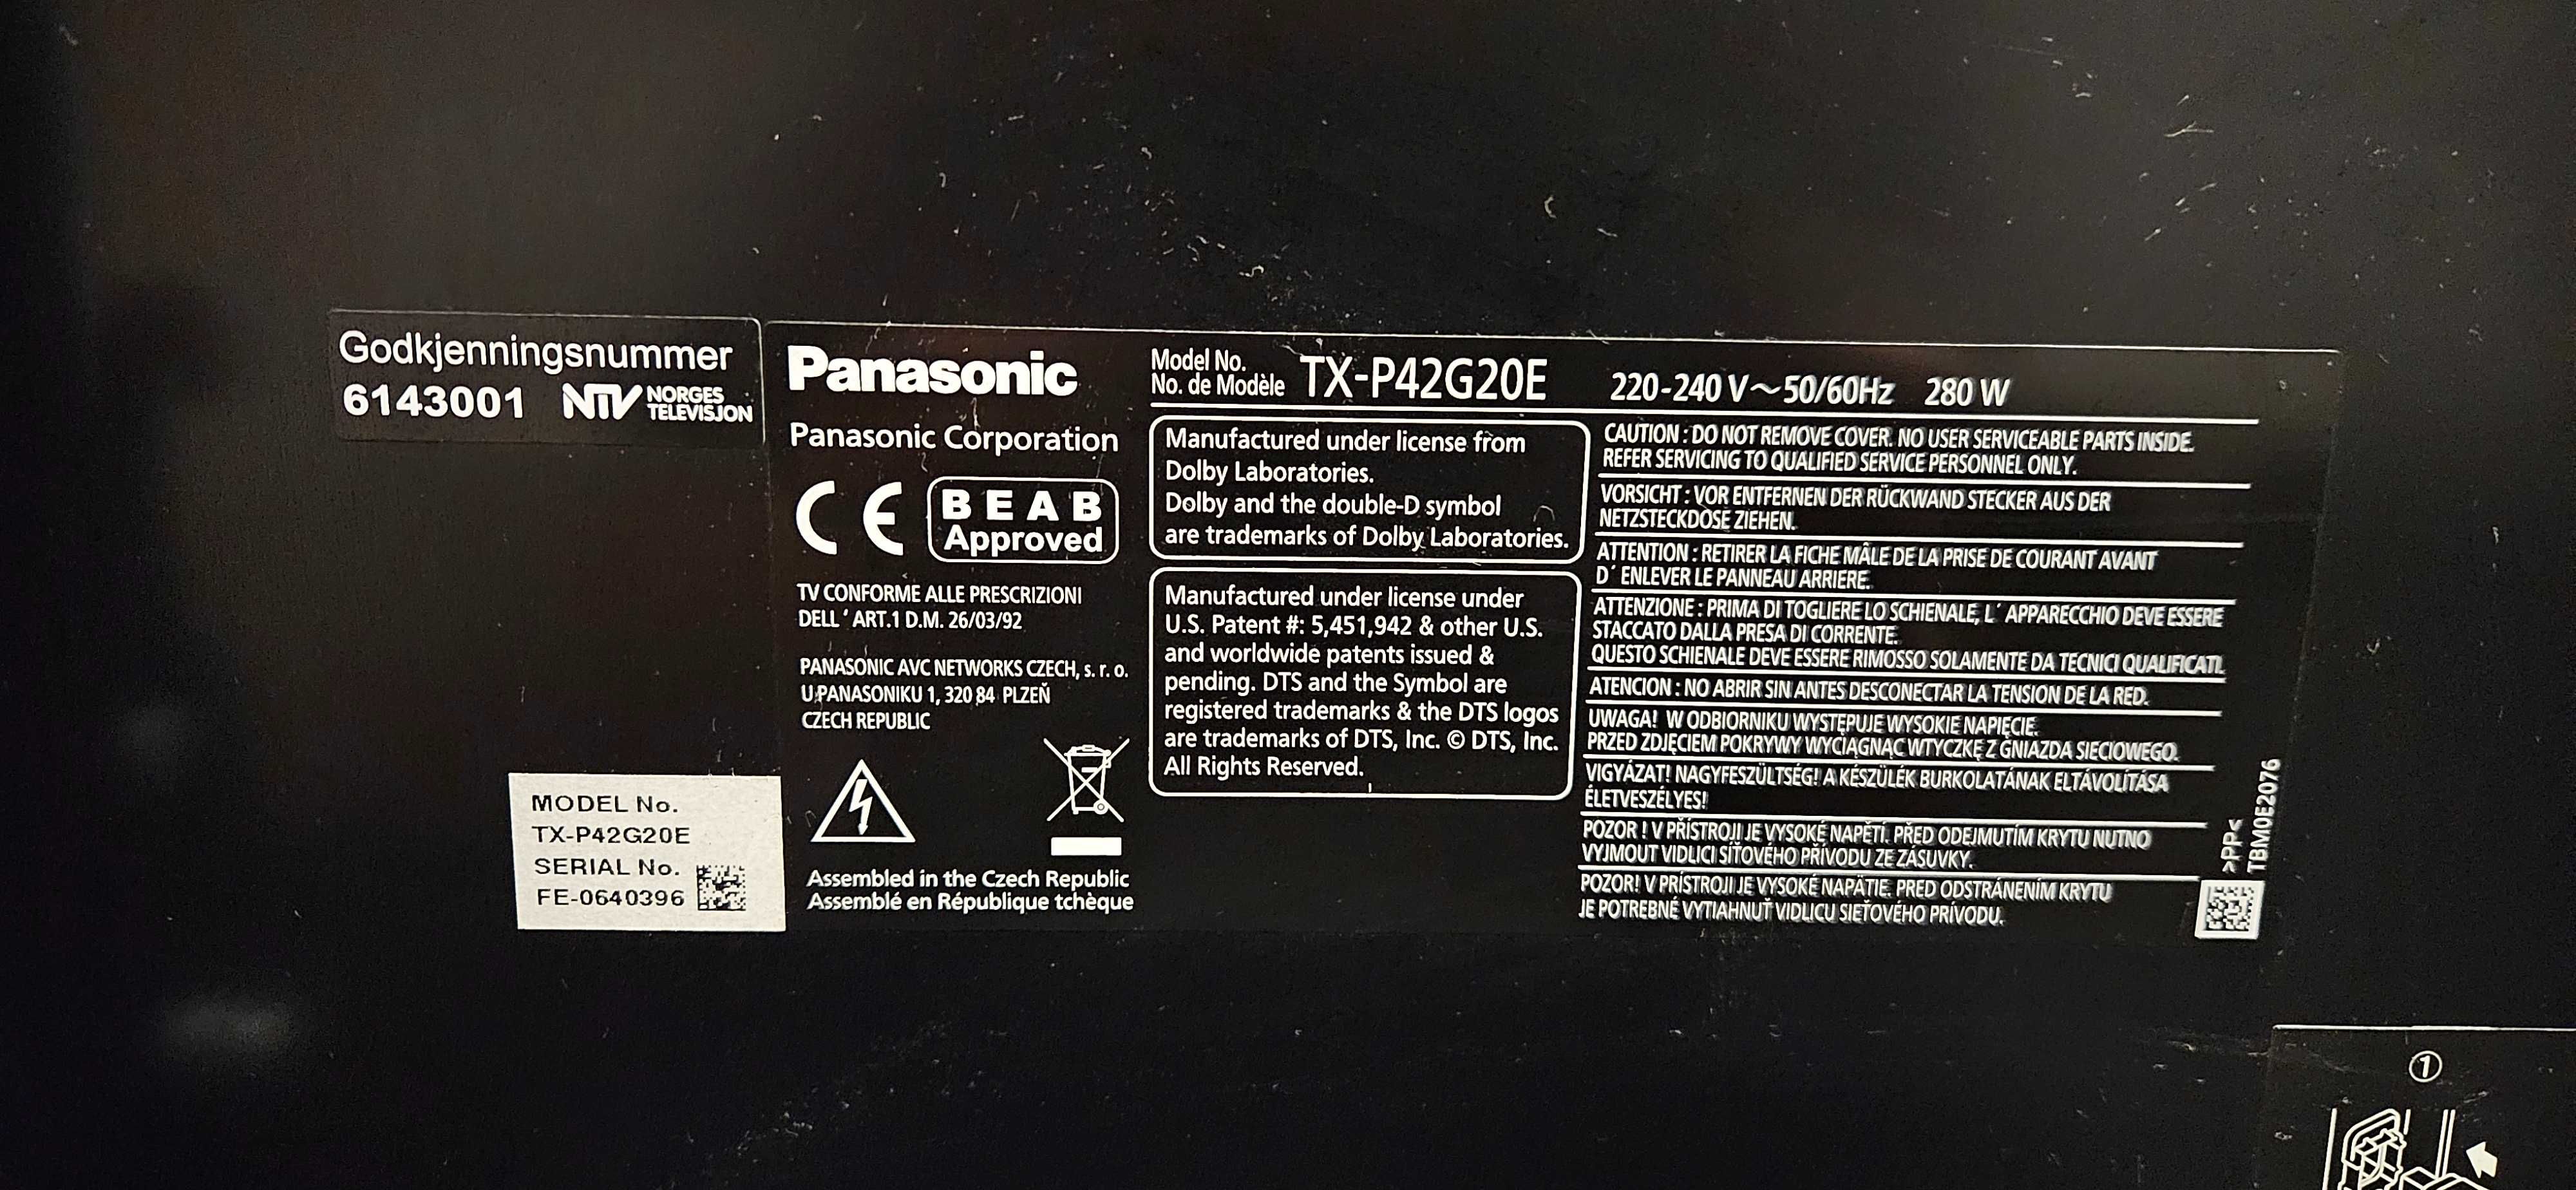 Godkjenningsnummer
6143001 NTV NORGES TELEVISJON
Panasonic
Panasonic Corporation
CE
BEAB
Approved
TV CONFORME ALLE PRESCRIZIONI
DELL´ ART.1 D.M. 26/03/92
PANASONIC AVC NETWORKS CZECH, s. r. o.
U PANASONIKU 1, 320 84 PLZEŇ
CZECH REPUBLIC
Assembled in the Czech Republic
Assemblé en République tchèque
MODEL No.
TX-P42G20E
SERIAL No.
FE-0640396
Model No.
No. de Modèle TX-P42G20E 220-240 V~50/60Hz 280 W
Manufactured under license from
Dolby Laboratories.
Dolby and the double-D symbol
are trademarks of Dolby Laboratories.
Manufactured under license under
U.S. Patent #: 5,451,942 & other U.S.
and worldwide patents issued &
pending. DTS and the Symbol are
registered trademarks & the DTS logos
are trademarks of DTS, Inc. © DTS, Inc.
All Rights Reserved.
CAUTION : DO NOT REMOVE COVER. NO USER SERVICEABLE PARTS INSIDE.
REFER SERVICING TO QUALIFIED SERVICE PERSONNEL ONLY.
VORSICHT : VOR ENTFERNEN DER RÜCKWAND STECKER AUS DER
NETZSTECKDOSE ZIEHEN.
ATTENTION : RETIRER LA FICHE MÂLE DE LA PRISE DE COURANT AVANT
D´ ENLEVER LE PANNEAU ARRIERE.
ATTENZIONE : PRIMA DI TOGLIERE LO SCHIENALE, L´ APPARECCHIO DEVE ESSERE
STACCATO DALLA PRESA DI CORRENTE.
QUESTO SCHIENALE DEVE ESSERE RIMOSSO SOLAMENTE DA TECNICI QUALIFICATI.
ATENCION : NO ABRIR SIN ANTES DESCONECTAR LA TENSION DE LA RED.
UWAGA! W ODBIORNIKU WYSTĘPUJE WYSOKIE NAPIĘCIE.
PRZED ZDJĘCIEM POKRYWY WYCIĄGNĄC WTYCZKĘ Z GNIAZDA SIECIOWEGO.
VIGYÁZAT! NAGYFESZÜLTSÉG! A KÉSZÜLÉK BURKOLATÁNAK ELTÁVOLÍTÁSA
ÉLETVESZÉLYES!
POZOR ! V PŘÍSTROJI JE VYSOKÉ NAPĚTÍ. PŘED ODEJMUTÍM KRYTU NUTNO
VYJMOUT VIDLICI SÍŤOVÉHO PŘÍVODU ZE ZÁSUVKY.
POZOR! V PRÍSTROJI JE VYSOKÉ NAPÄTIE. PRED ODSTRÁNENÍM KRYTU
JE POTREBNÉ VYTIAHNUŤ VIDLICU SIEŤOVÉHO PRÍVODU.
>PP<
TBM0E2076
1